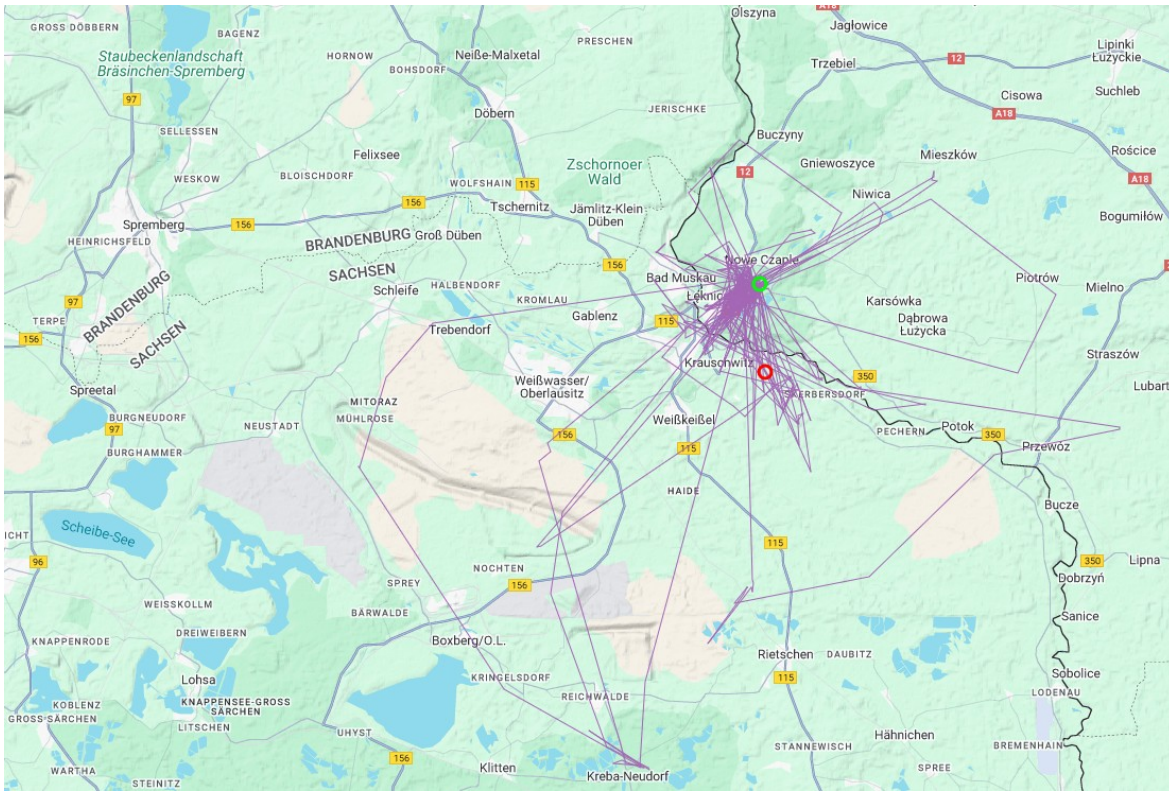 GROSS DÖBBERN
BAGENZ
Olszyna
A18
Jagłowice
PRESCHEN
Lipinki
Łużyckie
Staubeckenlandschaft
Bräsinchen-Spremberg
HORNOW
Neiße-Malxetal
BOHSDORF
Trzebiel
12
Suchleb
97
Cisowa
JERISCHKE
A18
Döbern
SELLESSEN
Buczyny
Felixsee
Gniewoszyce
Mieszków
Rościce
WESKOW
BLOISCHDORF
Zschornoer
Wald
12
A18
WOLFSHAIN
115
Niwica
156
Tschernitz
Jämlitz-Klein
Düben
Bogumiłów
Spremberg
156
HEINRICHSFELD
BRANDENBURG
Groß Düben
SACHSEN
156
Nowe Czaple
Bad Muskau
Piotrów
Mielno
Schleife
HALBENDORF
KROMLAU
Łęknic
Karsówka
97
BRANDENBURG
SACHSEN
TERPE
Gablenz
115
Dąbrowa
Łużycka
Trebendorf
156
Straszów
Krauschwitz
350
Spreetal
Weißwasser/
Oberlausitz
Lubart
MITORAZ
SKERBERSDORF
BURGNEUDORF
MÜHLROSE
Weißkeißel
NEUSTADT
97
156
PECHERN
Potok
350
Przewóz
BURGHAMMER
115
HAIDE
Bucze
Scheibe-See
ICHT
115
96
350
Lipna
NOCHTEN
Dobrzyń
SPREY
156
WEISSKOLLM
BÄRWALDE
Sanice
DREIWEIBERN
KNAPPENRODE
Boxberg/O.L.
Rietschen
DAUBITZ
Lohsa
KRINGELSDORF
115
Sobolice
KOBLENZ
KNAPPENSEE-GROSS
SÄRCHEN
REICHWALDE
LODENAU
GROSS-SÄRCHEN
LITSCHEN
UHYST
Hähnichen
STANNEWISCH
BREMENHAIN
156
WARTHA
Klitten
Kreba-Neudorf
SPREE
STEINITZ